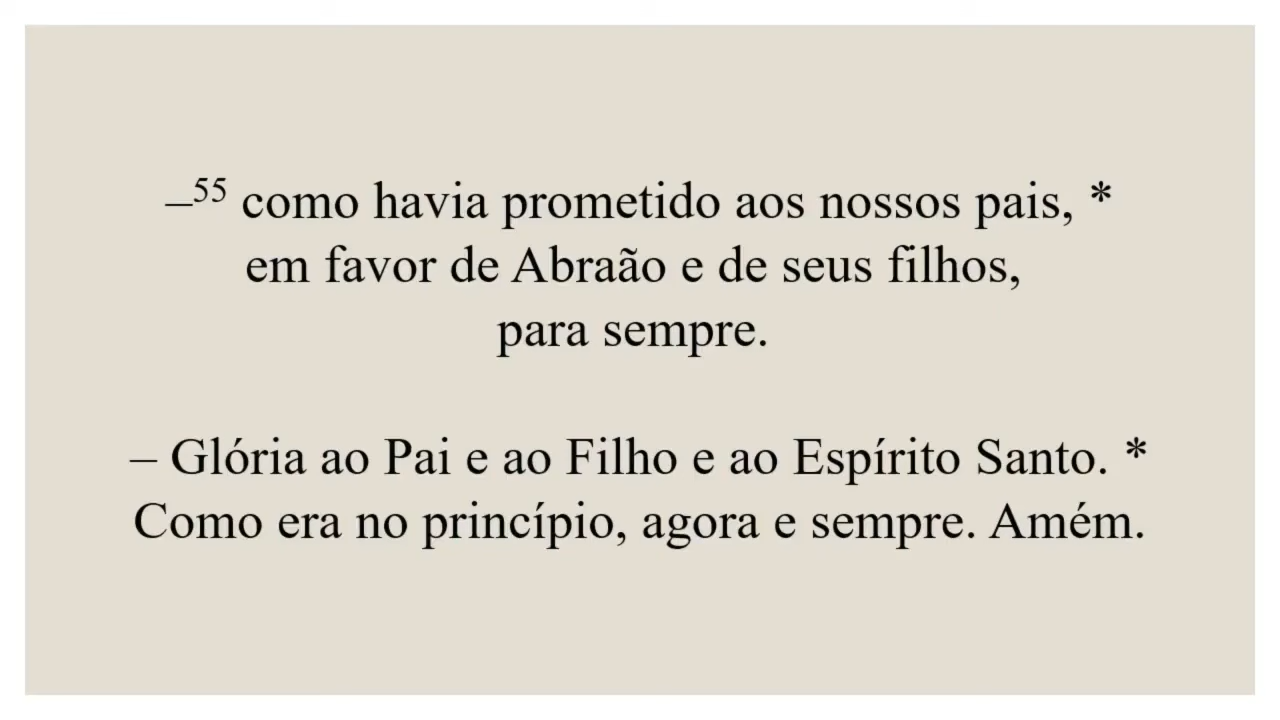 –55 como havia prometido aos nossos pais, *
em favor de Abraão e de seus filhos,
para sempre.
– Glória ao Pai e ao Filho e ao Espírito Santo. *
Como era no princípio, agora e sempre. Amém.